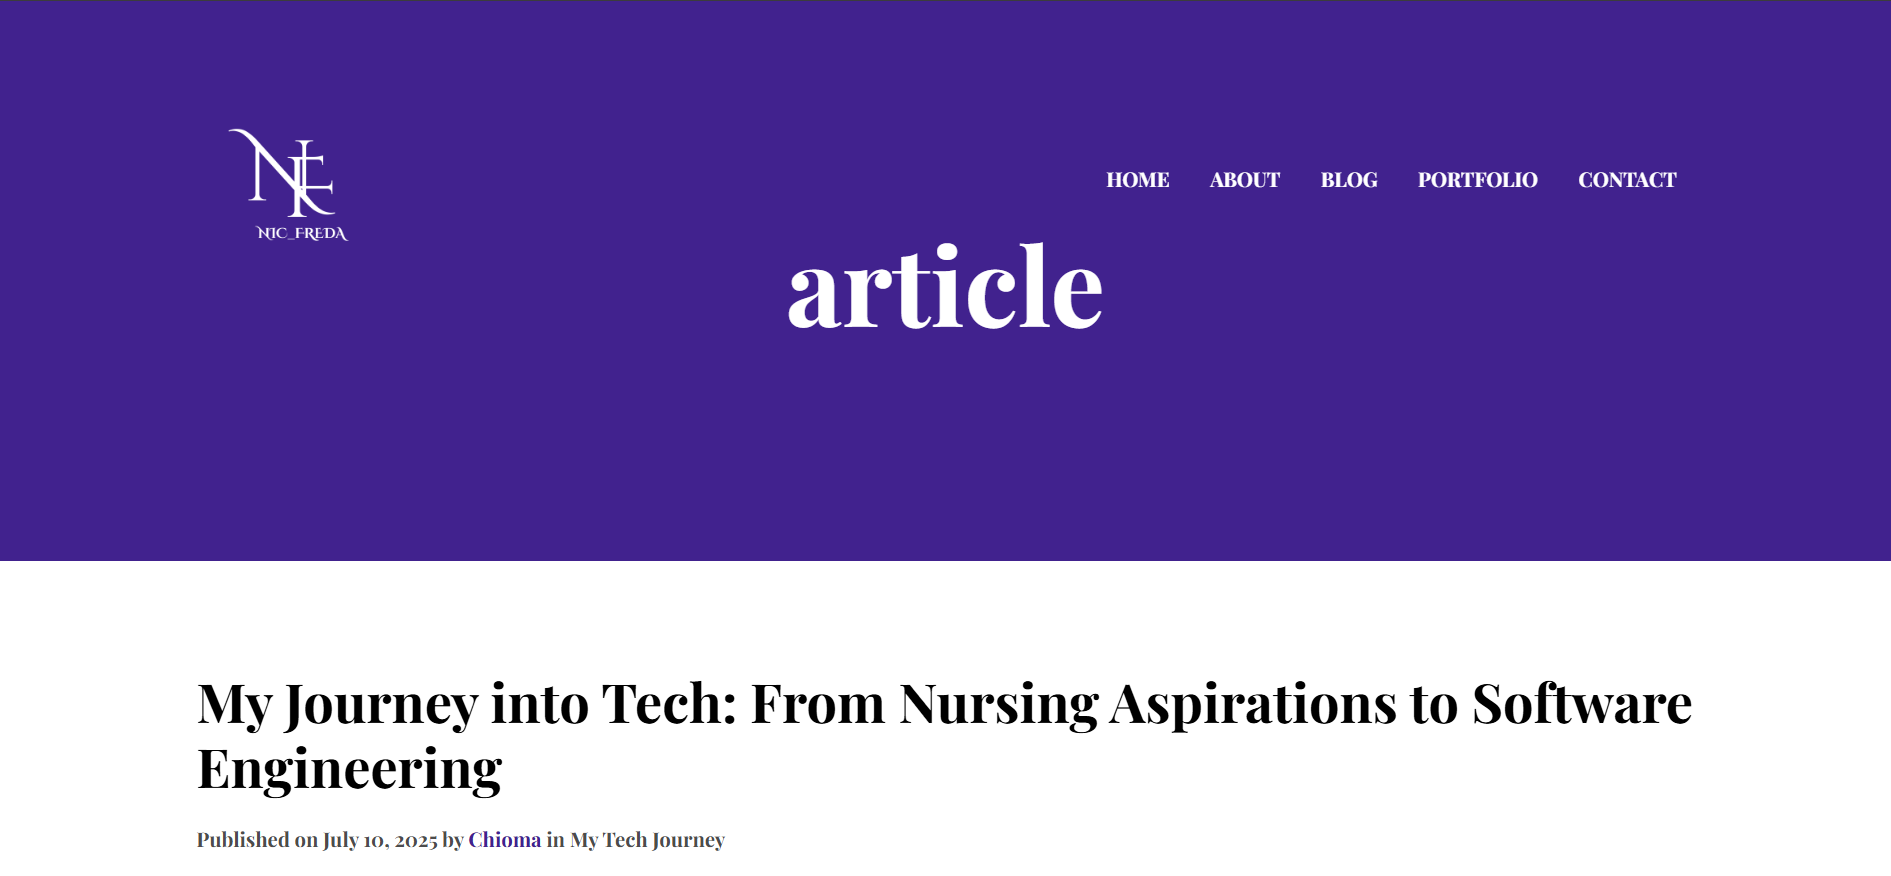 NF
NIC_FREDA
HOME ABOUT BLOG PORTFOLIO CONTACT
article
My Journey into Tech: From Nursing Aspirations to Software
Engineering
Published on July 10, 2025 by Chioma in My Tech Journey